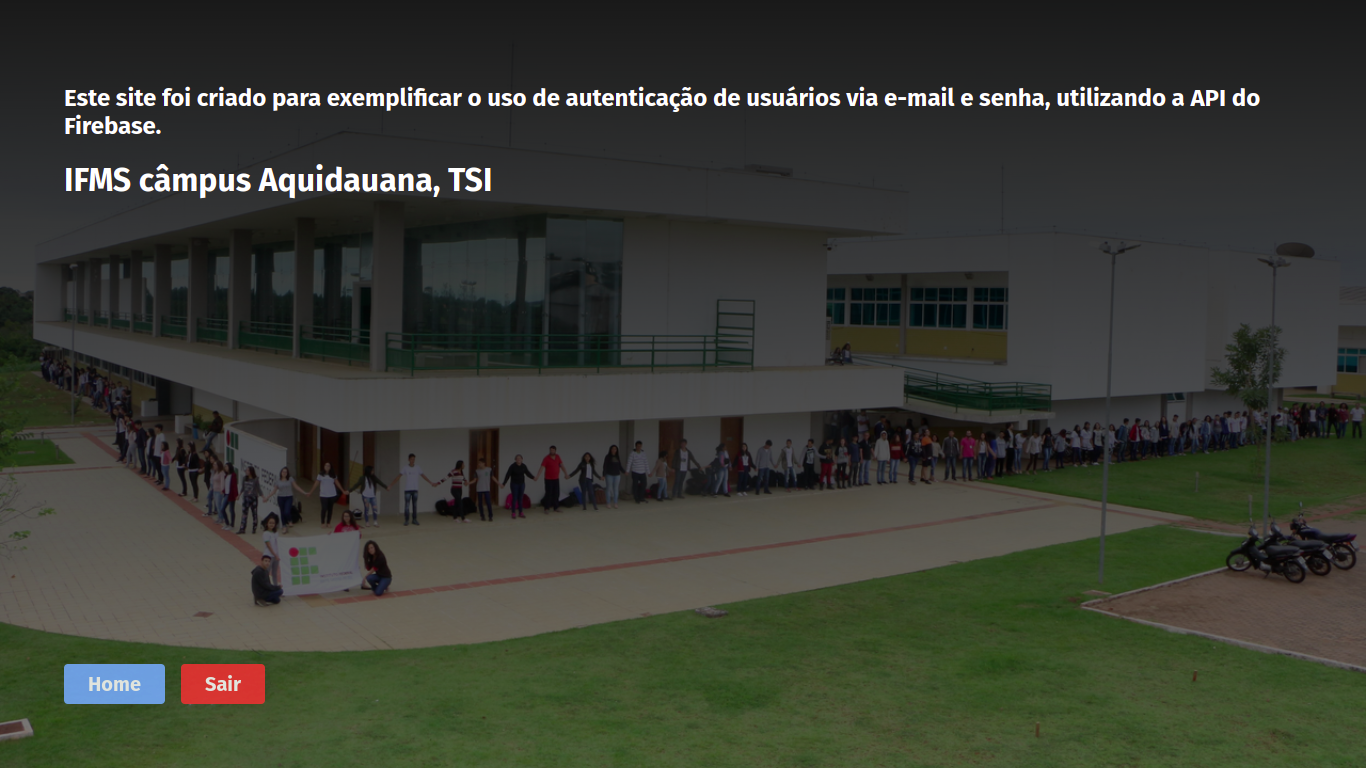 Este site foi criado para exemplificar o uso de autenticação de usuários via e-mail e senha, utilizando a API do
Firebase.
IFMS câmpus Aquidauana, TSI
Home
Sair